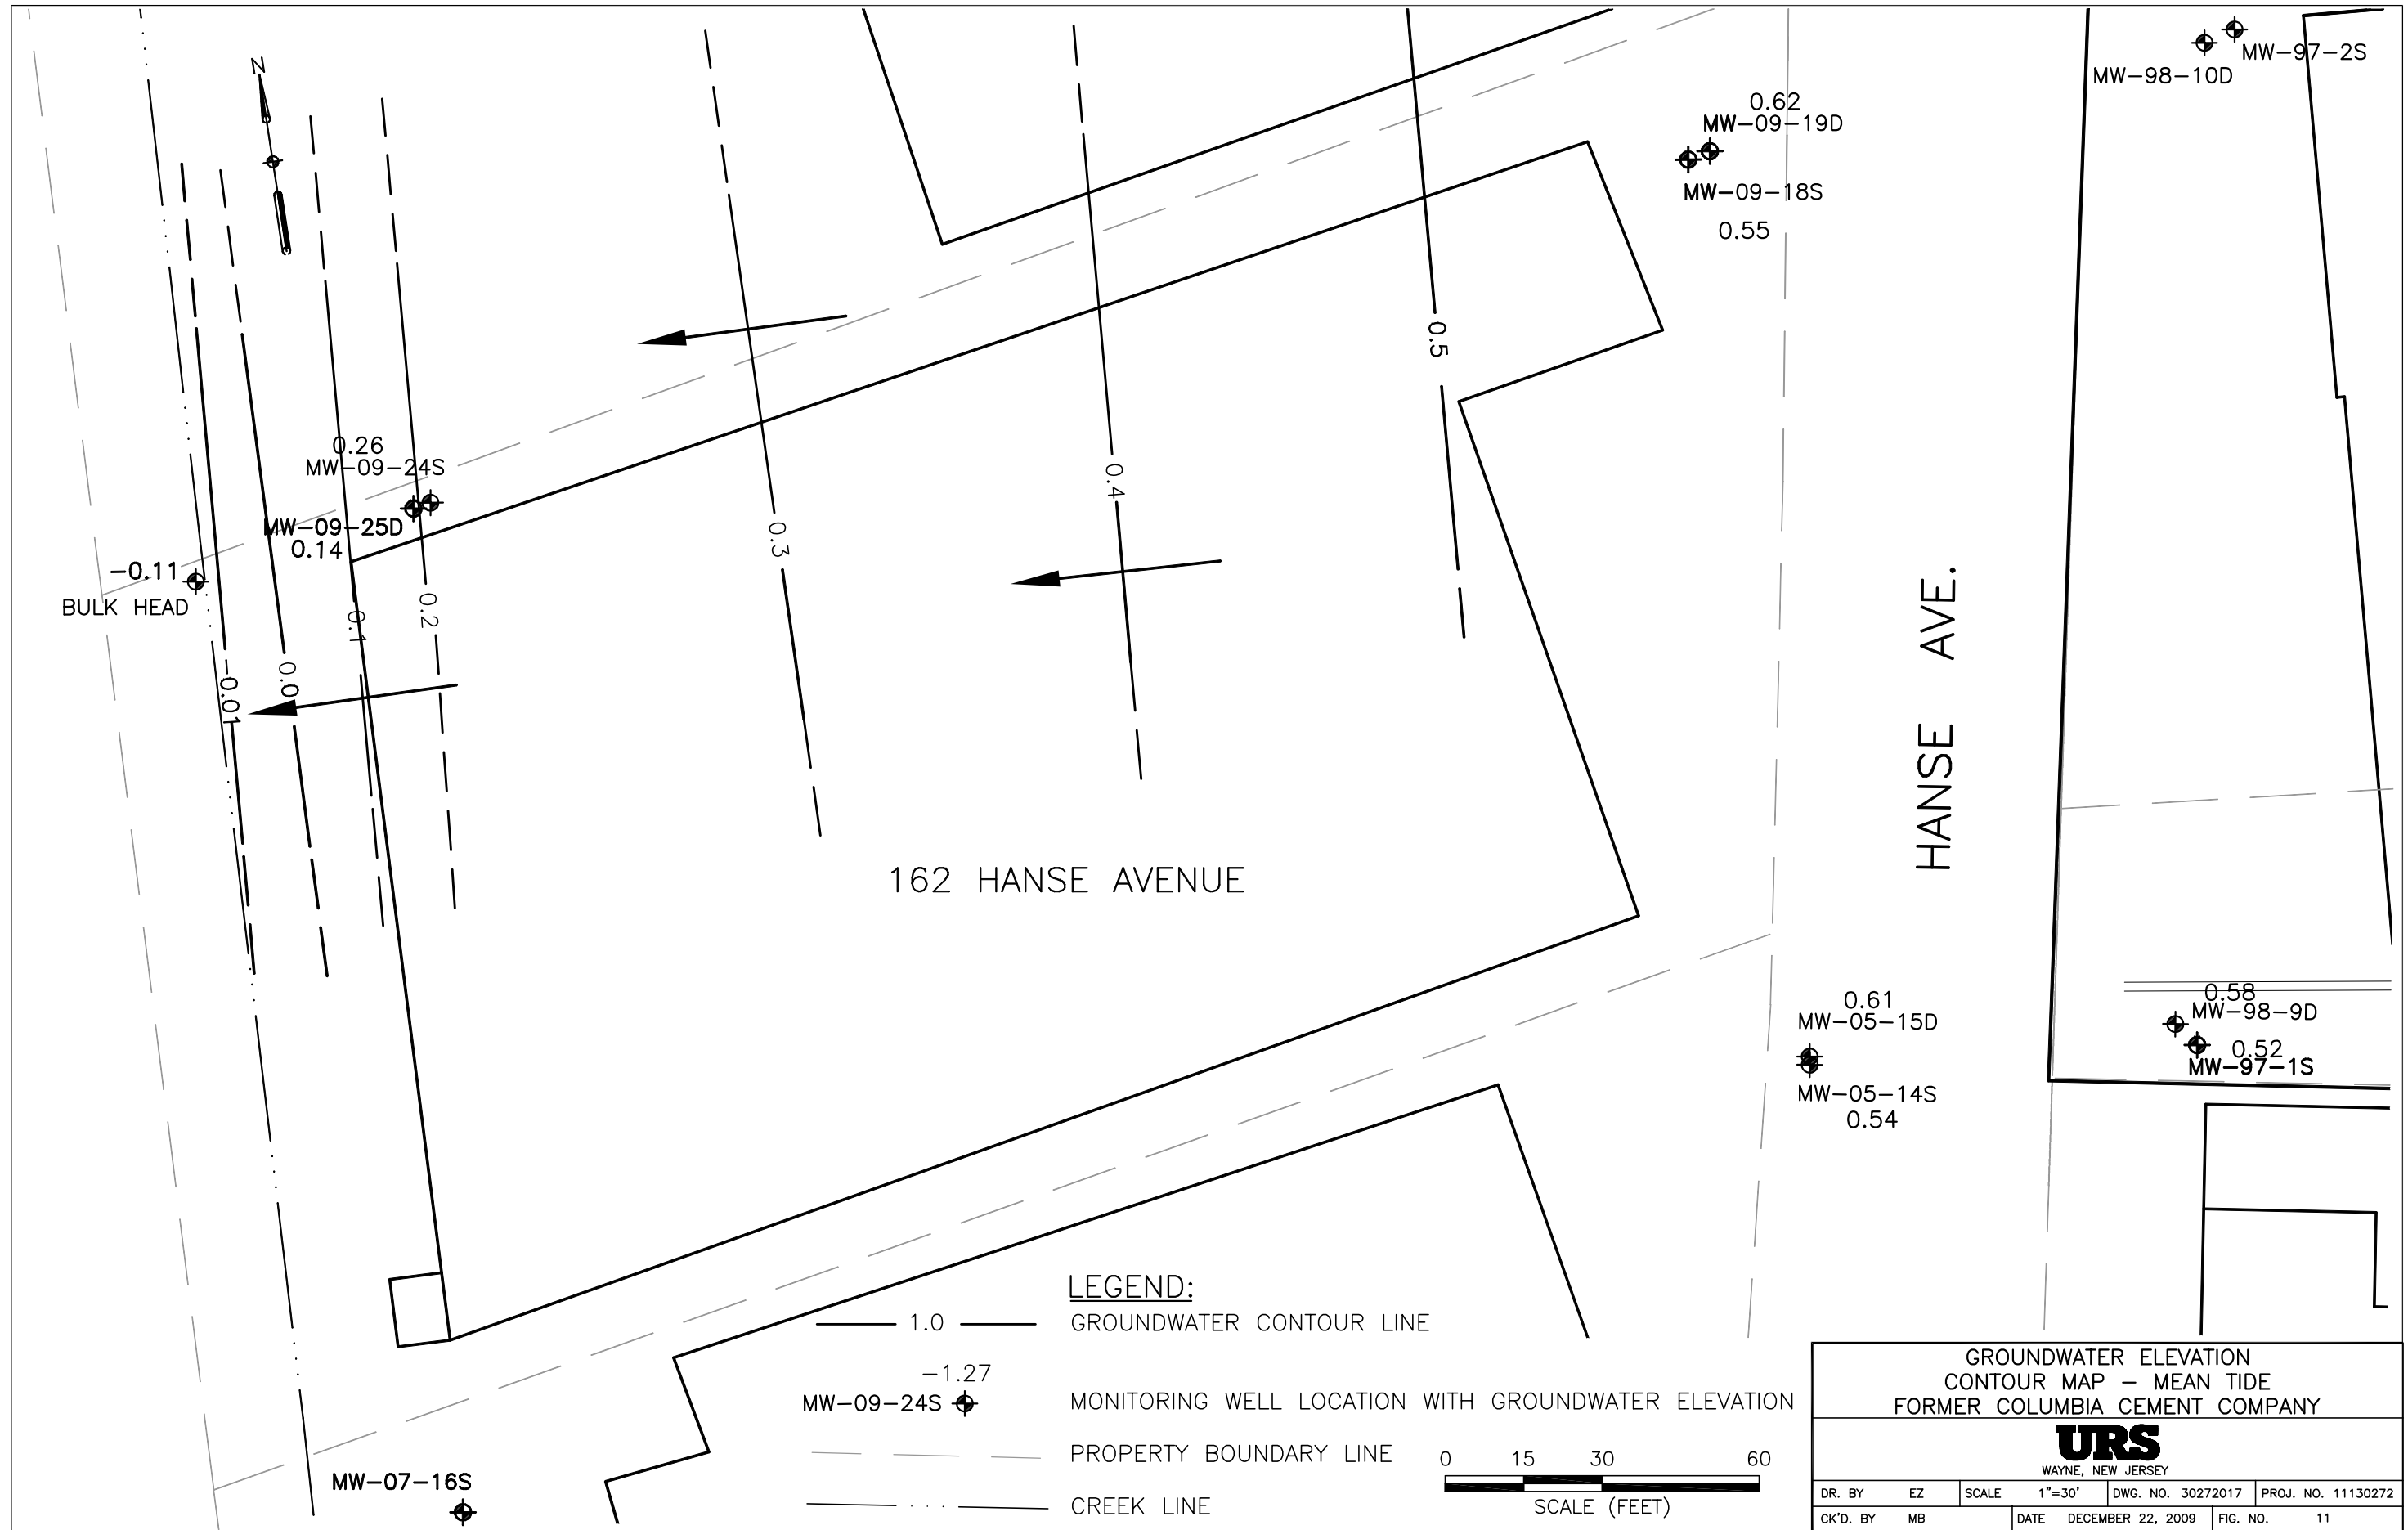 N
MW-97-2S
MW-98-10D
0.62
MW-09-19D
MW-09-18S
0.55
0.5
0.26
MW-09-24S
MW-09-25D
0.14
0.4
0.3
-0.11
BULK HEAD
0.1
0.2
0.0
-0.01
HANSE AVE.
162 HANSE AVENUE
0.61
MW-05-15D
MW-05-14S
0.54
0.58
MW-98-9D
0.52
MW-97-1S
MW-07-16S
LEGEND:
1.0 GROUNDWATER CONTOUR LINE
-1.27
MW-09-24S MONITORING WELL LOCATION WITH GROUNDWATER ELEVATION
PROPERTY BOUNDARY LINE
CREEK LINE
0 15 30 60
SCALE (FEET)
GROUNDWATER ELEVATION
CONTOUR MAP - MEAN TIDE
FORMER COLUMBIA CEMENT COMPANY
URS
WAYNE, NEW JERSEY
DR. BY EZ SCALE 1"=30' DWG. NO. 30272017 PROJ. NO. 11130272
CK'D. BY MB DATE DECEMBER 22, 2009 FIG. NO. 11